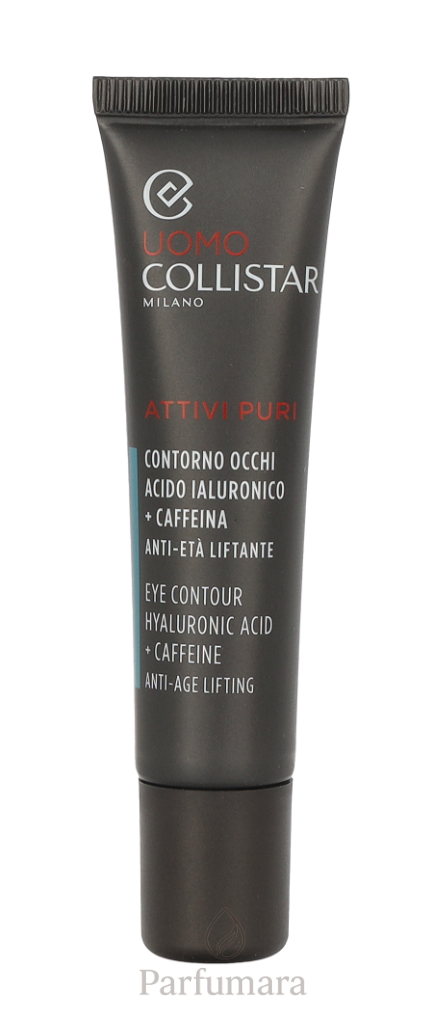 UOMO
COLLISTAR
MILANO
ATTIVI PURI
CONTORNO OCCHI
ACIDO IALURONICO
+ CAFFEINA
ANTI-ETÀ LIFTANTE
EYE CONTOUR
HYALURONIC ACID
+ CAFFEINE
ANTI-AGE LIFTING
Parfumara